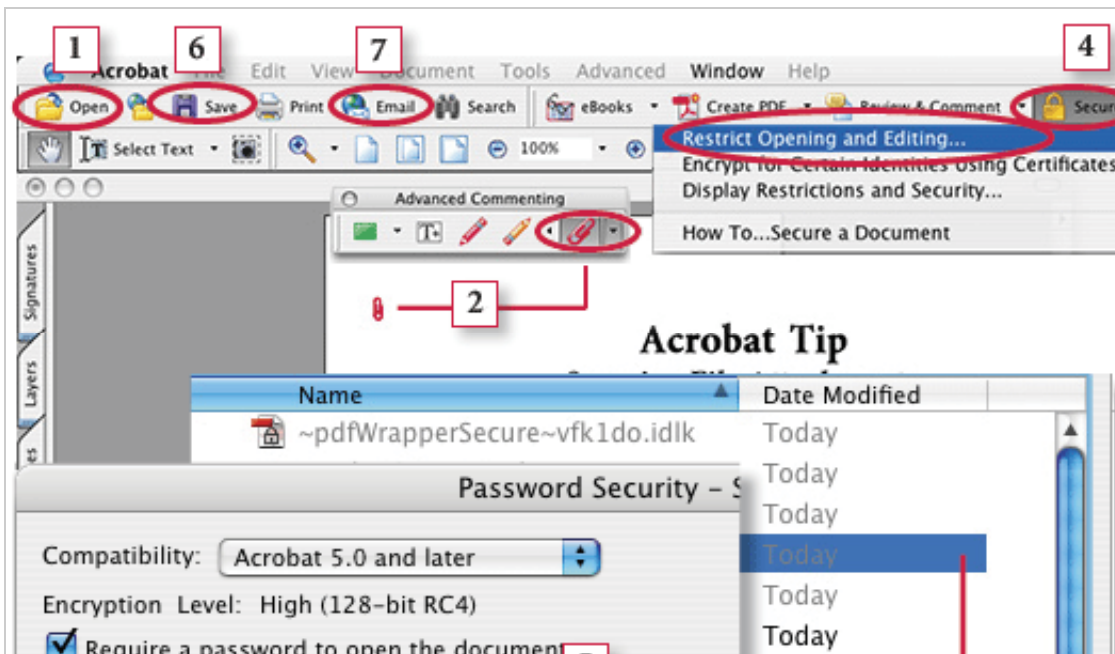 1 6 7 4
Acrobat File Edit View Document Tools Advanced Window Help
Open Save Print Email Search eBooks Create PDF Review & Comment Secur
Select Text 100%
Restrict Opening and Editing...
Encrypt for Certain Identities Using Certificates
Display Restrictions and Security...
How To...Secure a Document
Advanced Commenting
2
Signatures
Layers
Acrobat Tip
Name Date Modified
~pdfWrapperSecure~vfk1do.idlk Today
Today
Today
Today
Today
Today
Password Security – S
Compatibility: Acrobat 5.0 and later
Encryption Level: High (128-bit RC4)
Require a password to open the document